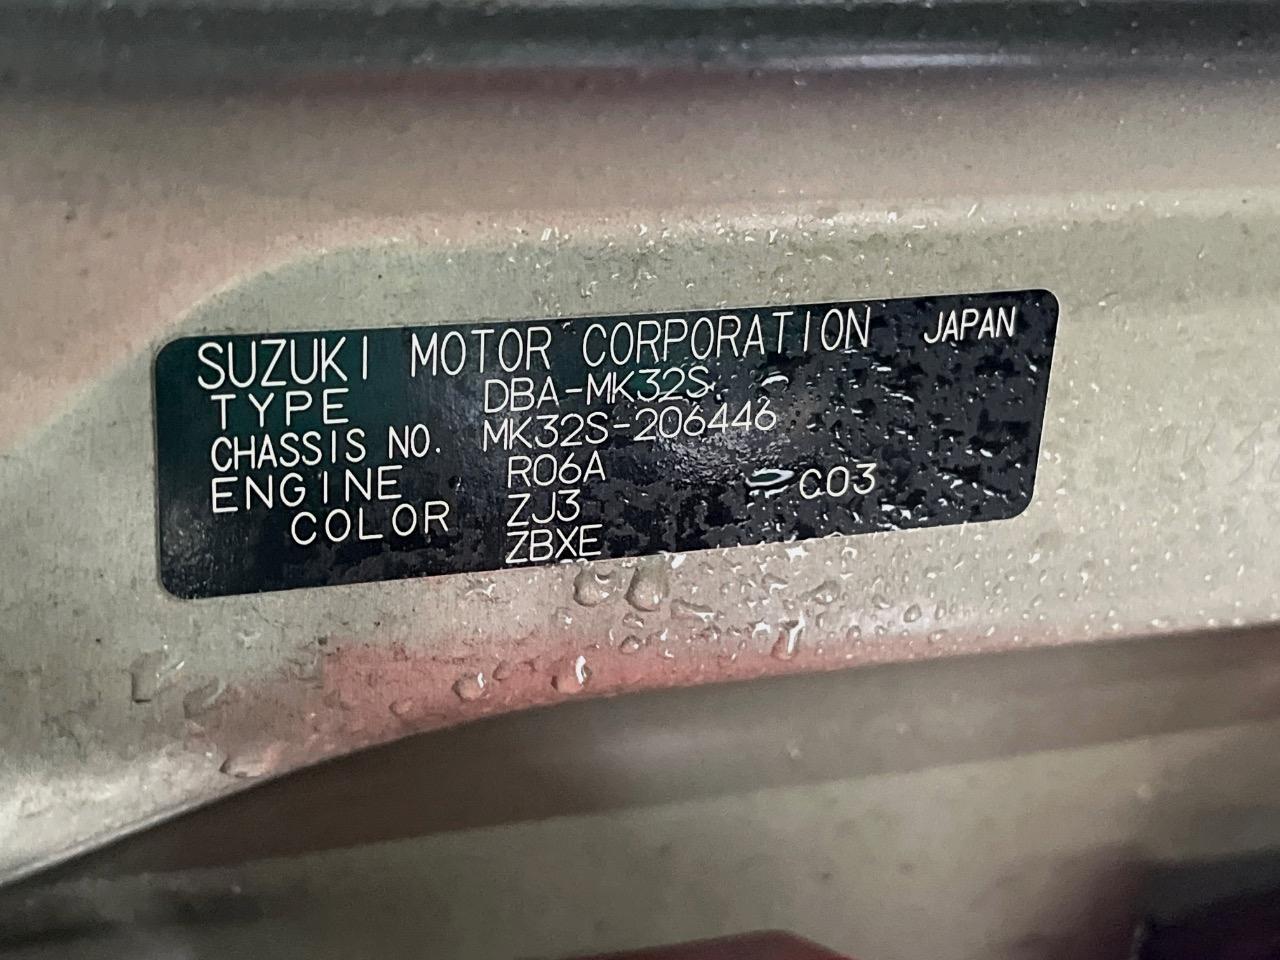 SUZUKI MOTOR CORPORATION JAPAN
TYPE DBA-MK32S
CHASSIS NO. MK32S-206446
ENGINE R06A
COLOR ZJ3 C03
ZBXE